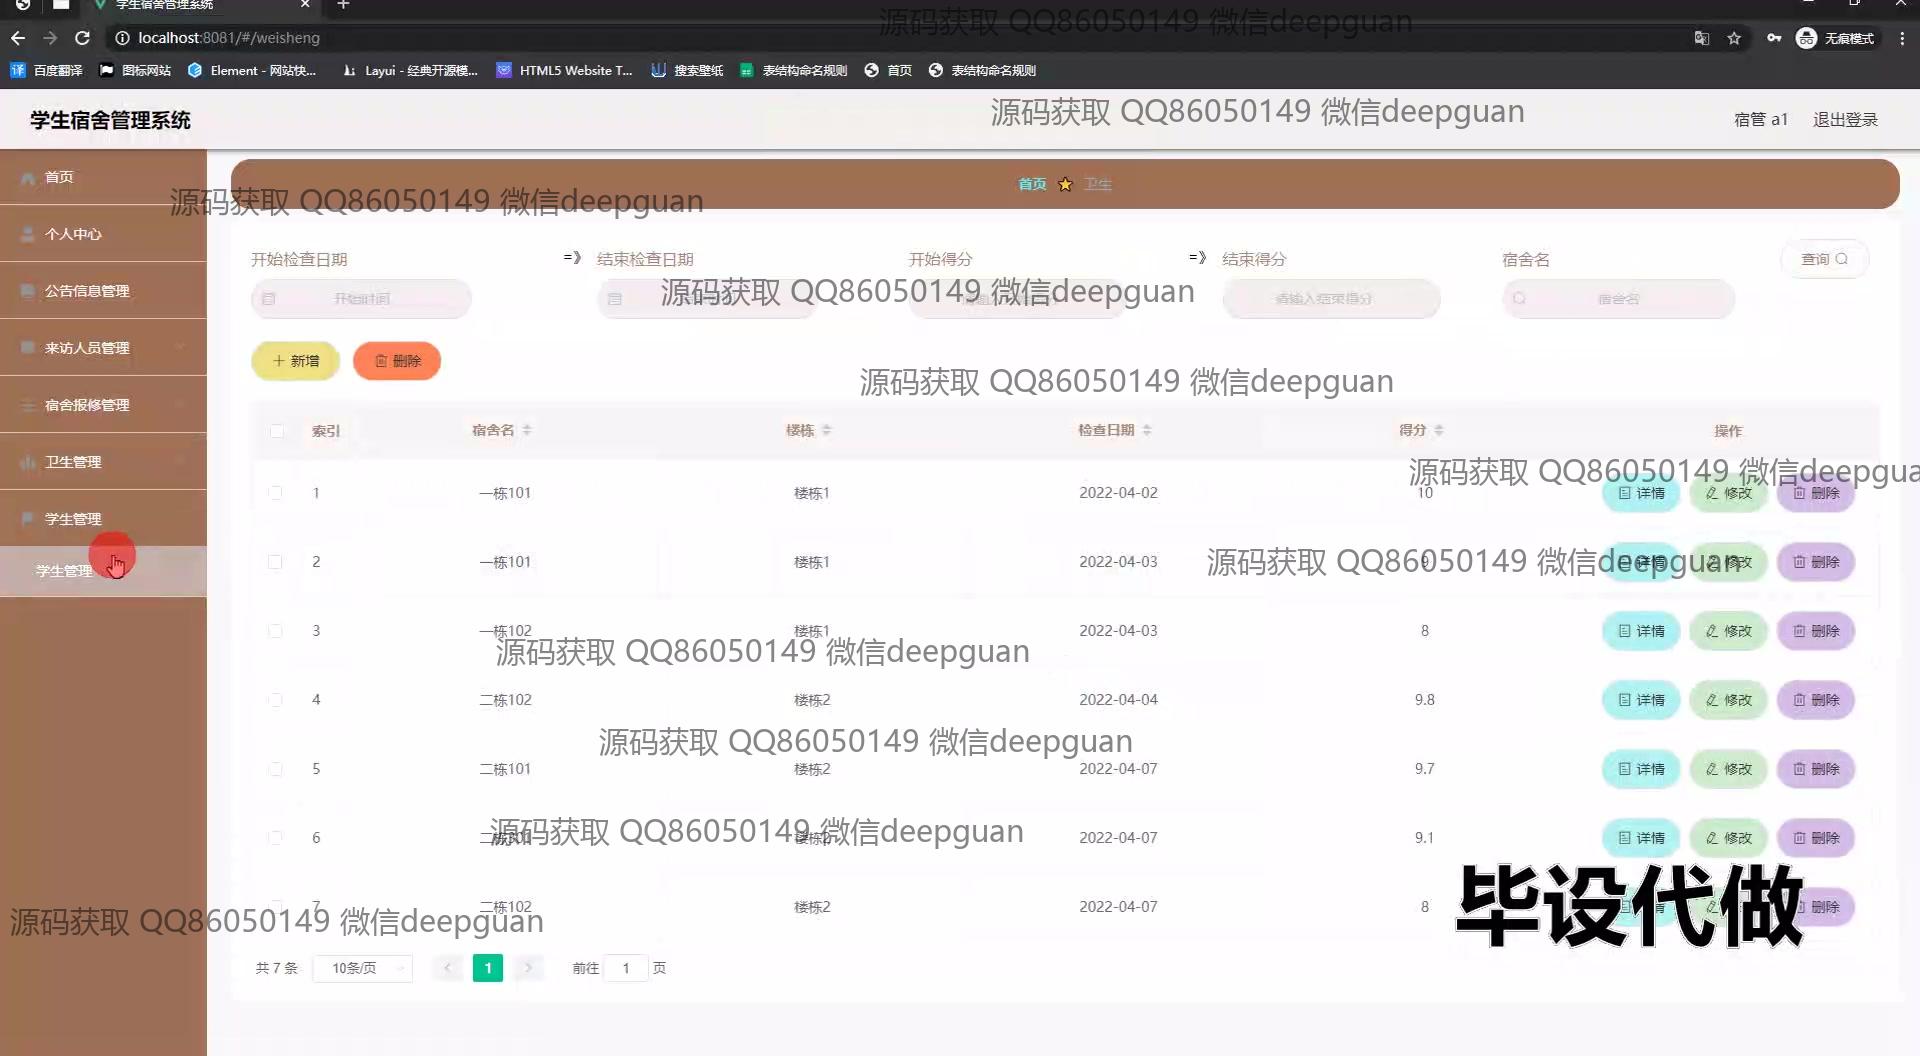 学生宿舍管理系统
localhost:8081/#/weisheng
无痕模式
源码获取 QQ86050149 微信deepguan
百度翻译 图标网站 Element - 网站快... Layui - 经典开源模... HTML5 Website T... 搜索壁纸 表结构命名规则 首页 表结构命名规则
学生宿舍管理系统
源码获取 QQ86050149 微信deepguan
宿管 a1 退出登录
首页
个人中心
公告信息管理
来访人员管理
宿舍报修管理
卫生管理
学生管理
学生管理
首页 卫生
源码获取 QQ86050149 微信deepguan
开始检查日期 =》 结束检查日期 开始得分 =》 结束得分 宿舍名 查询
开始时间 请输入结束得分 宿舍名
源码获取 QQ86050149 微信deepguan
新增 删除
源码获取 QQ86050149 微信deepguan
索引 宿舍名 楼栋 检查日期 得分 操作
源码获取 QQ86050149 微信deepgua
1 一栋101 楼栋1 2022-04-02 10 详情 修改 删除
2 一栋101 楼栋1 2022-04-03 详情 修改 删除
源码获取 QQ86050149 微信deepguan
3 一栋102 楼栋1 2022-04-03 8 详情 修改 删除
源码获取 QQ86050149 微信deepguan
4 二栋102 楼栋2 2022-04-04 9.8 详情 修改 删除
源码获取 QQ86050149 微信deepguan
5 二栋101 楼栋2 2022-04-07 9.7 详情 修改 删除
6 楼栋2 2022-04-07 9.1 详情 修改 删除
源码获取 QQ86050149 微信deepguan
7 二栋102 楼栋2 2022-04-07 8 删除
毕设代做
源码获取 QQ86050149 微信deepguan
共 7 条 10条/页 1 前往 1 页